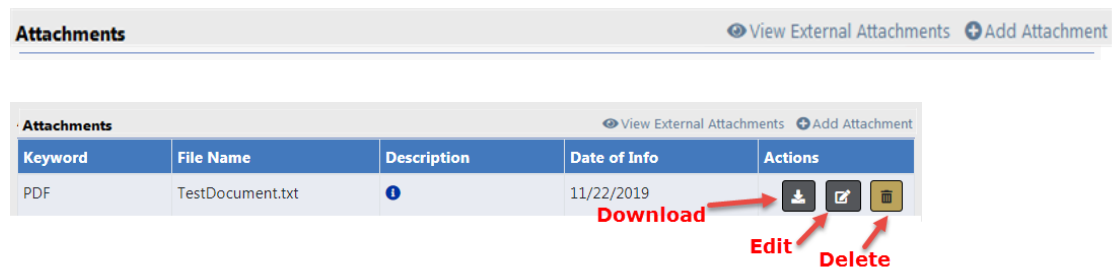 Attachments View External Attachments Add Attachment
Attachments View External Attachments Add Attachment
Keyword File Name Description Date of Info Actions
PDF TestDocument.txt 11/22/2019
Download
Edit
Delete